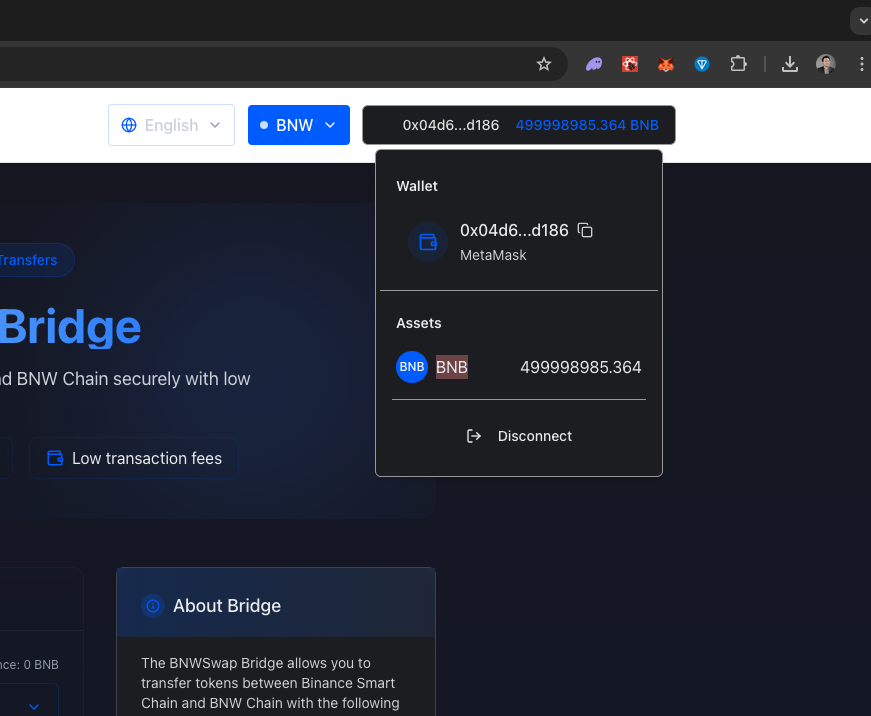 English
BNW
0x04d6...d186 499998985.364 BNB
Wallet
0x04d6...d186
MetaMask
Transfers
Bridge
BNW Chain securely with low
Low transaction fees
Assets
BNB BNB 499998985.364
Disconnect
About Bridge
The BNWSwap Bridge allows you to
transfer tokens between Binance Smart
Chain and BNW Chain with the following
0 BNB